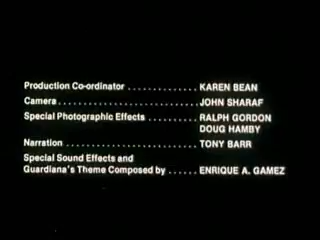 Production Co-ordinator .............. KAREN BEAN
Camera ............................ JOHN SHARAF
Special Photographic Effects .......... RALPH GORDON
DOUG HAMBY
Narration .......................... TONY BARR
Special Sound Effects and
Guardiana's Theme Composed by ...... ENRIQUE A. GAMEZ